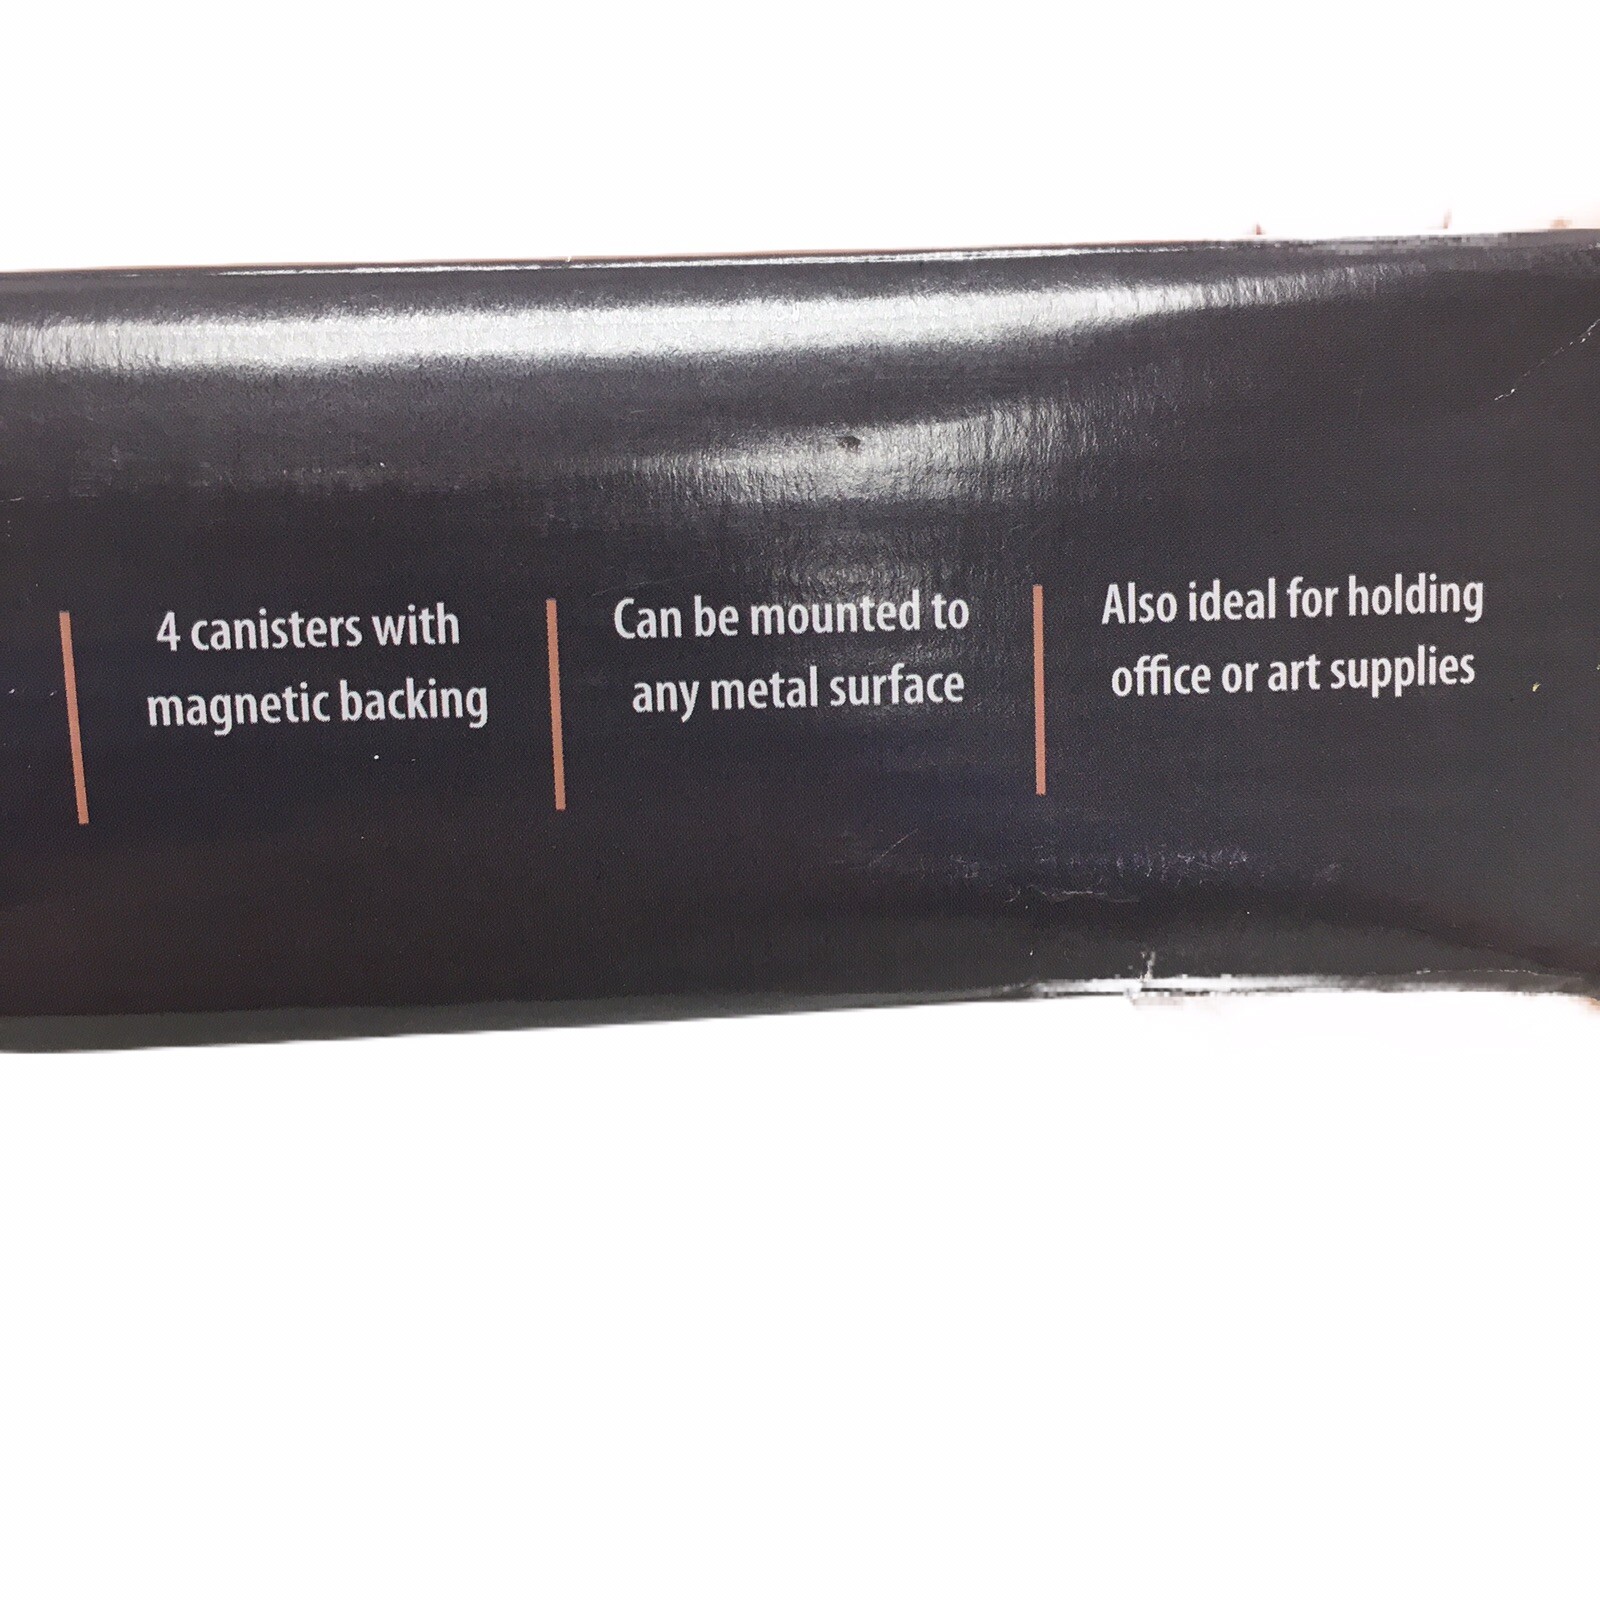 4 canisters with
magnetic backing
Can be mounted to
any metal surface
Also ideal for holding
office or art supplies